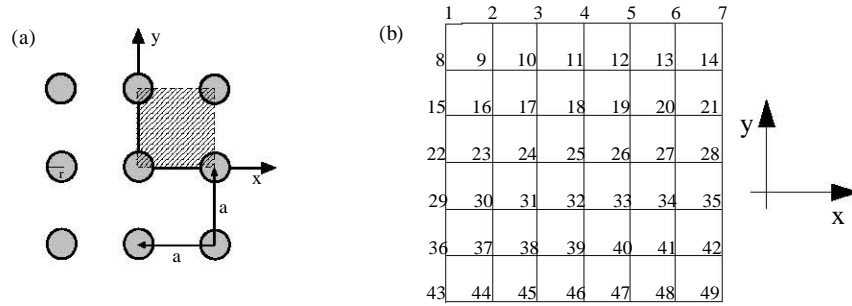 (a)
y
r
x
a
a
(b)
1 2 3 4 5 6 7
8 9 10 11 12 13 14
15 16 17 18 19 20 21
22 23 24 25 26 27 28
29 30 31 32 33 34 35
36 37 38 39 40 41 42
43 44 45 46 47 48 49
y
x